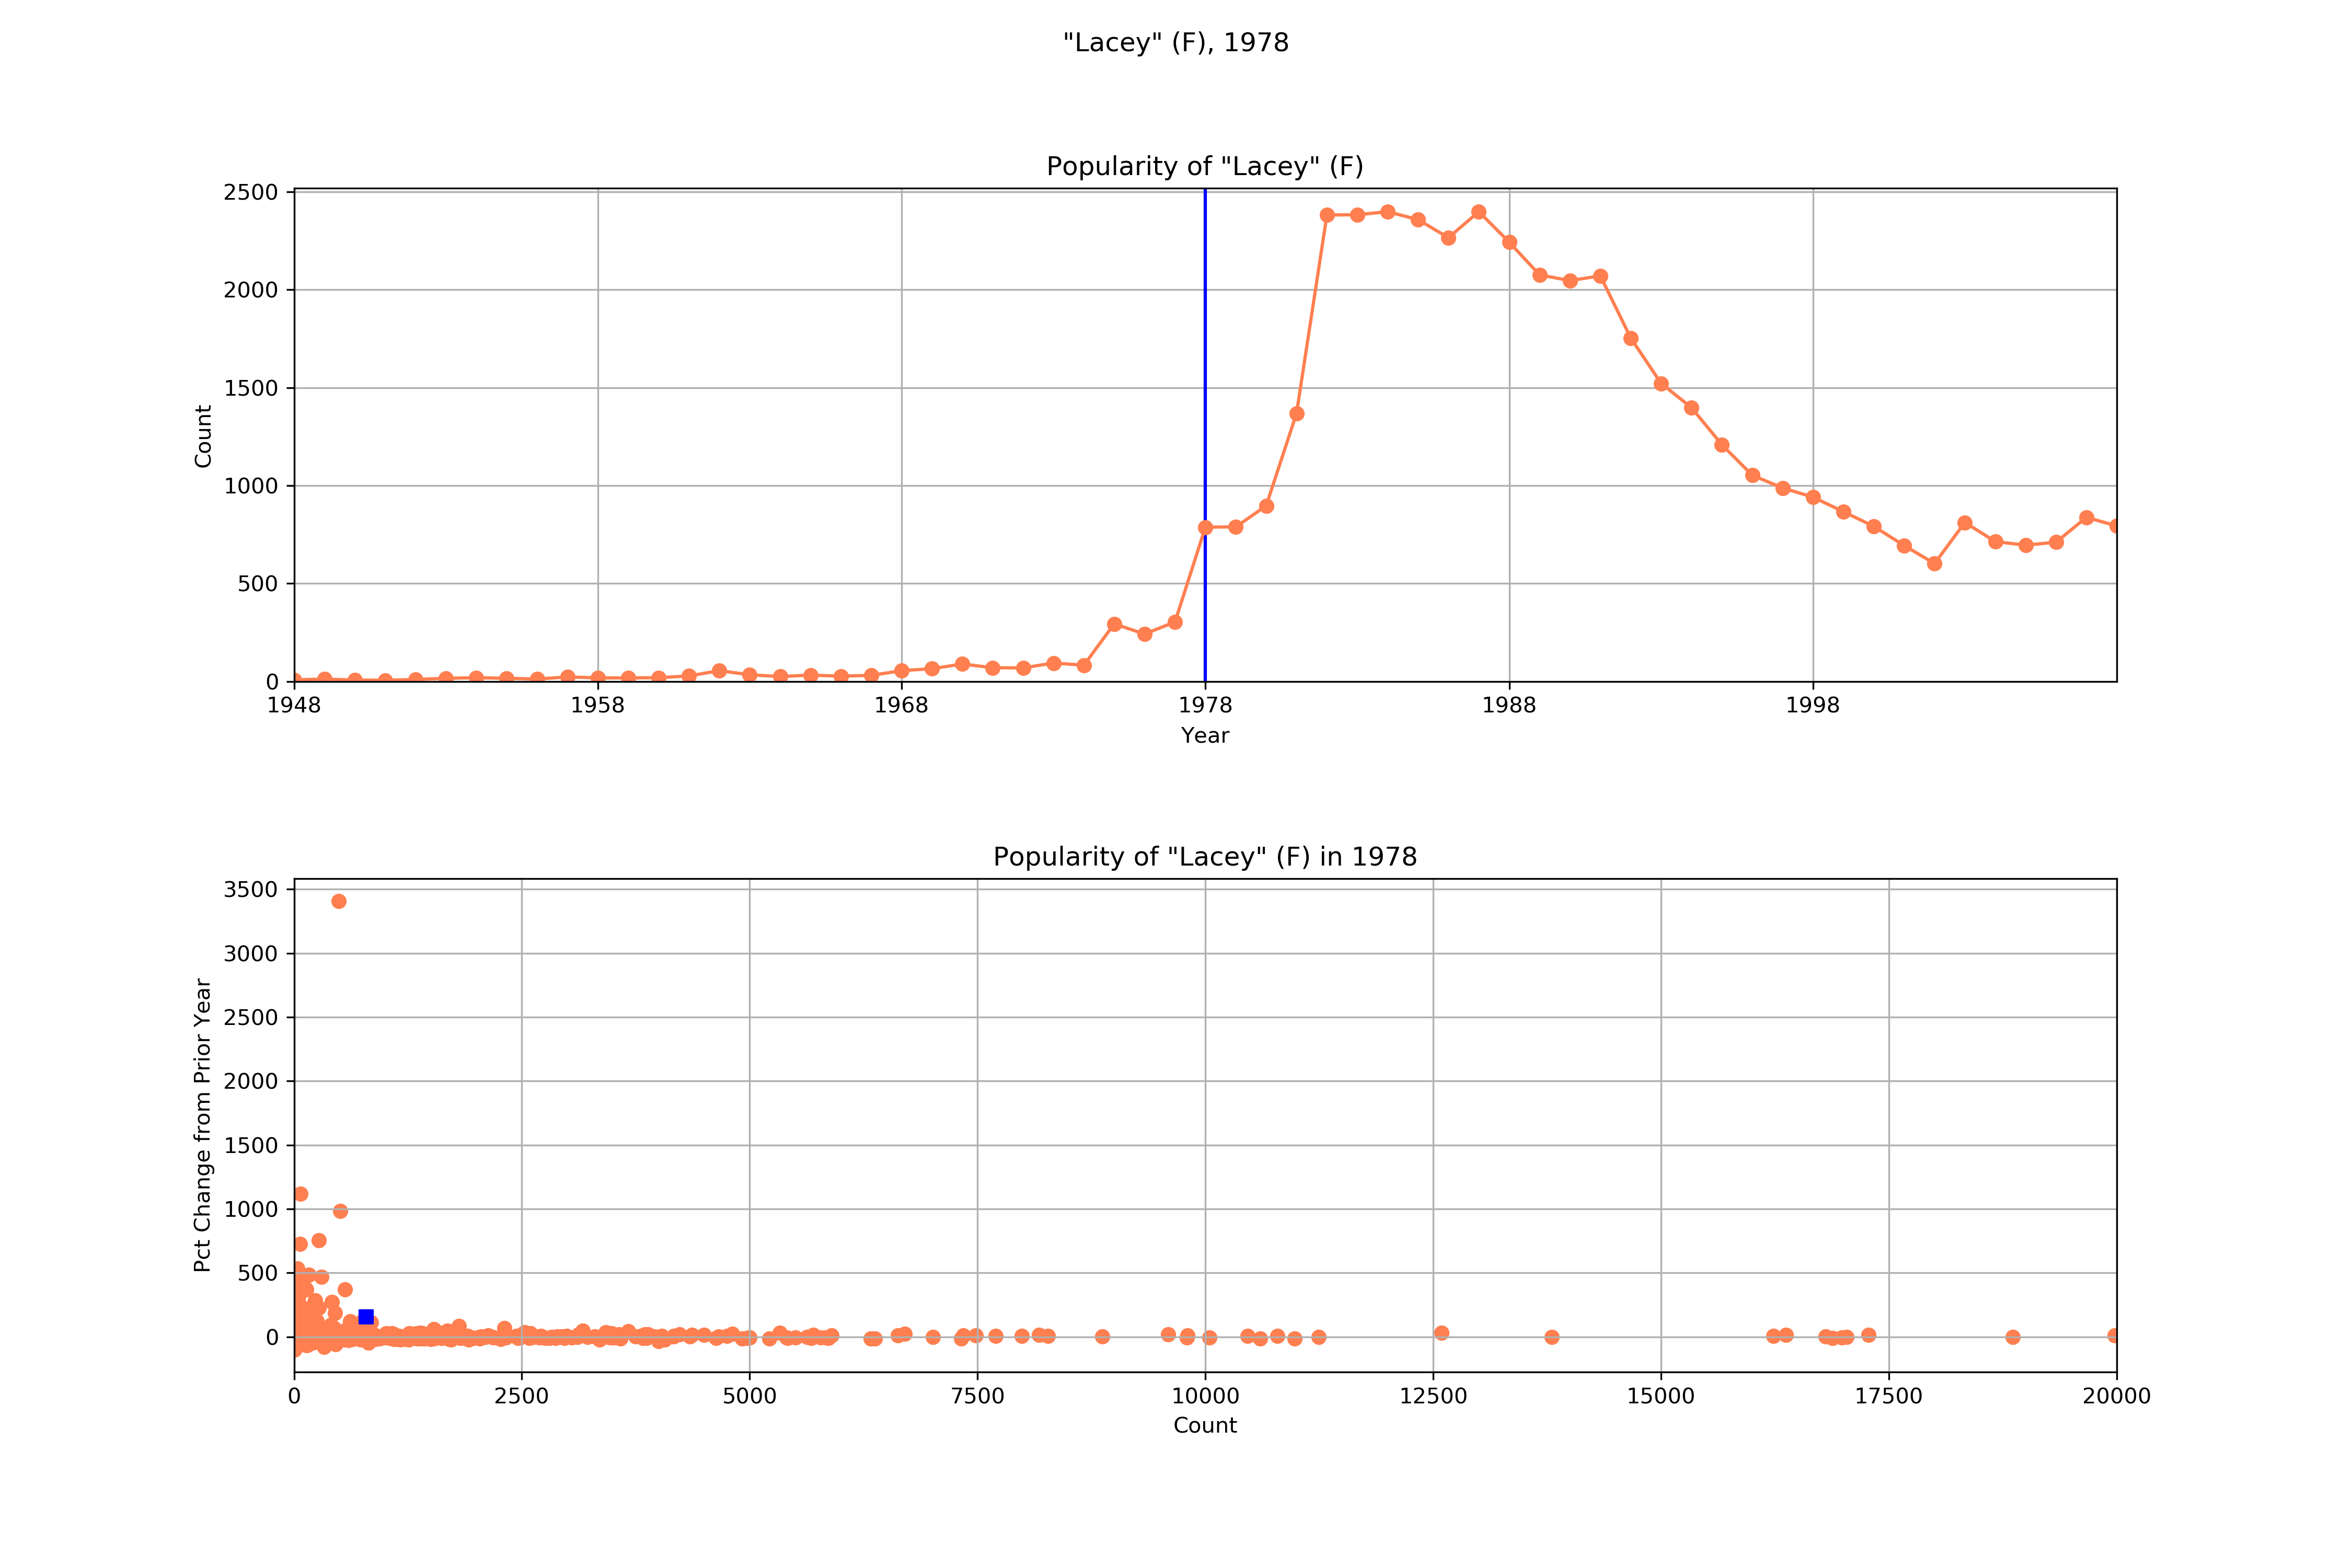 "Lacey" (F), 1978
Popularity of "Lacey" (F)
2500
2000
1500
1000
500
0
Count
1948 1958 1968 1978 1988 1998
Year
Popularity of "Lacey" (F) in 1978
3500
3000
2500
2000
1500
1000
500
0
Pct Change from Prior Year
0 2500 5000 7500 10000 12500 15000 17500 20000
Count